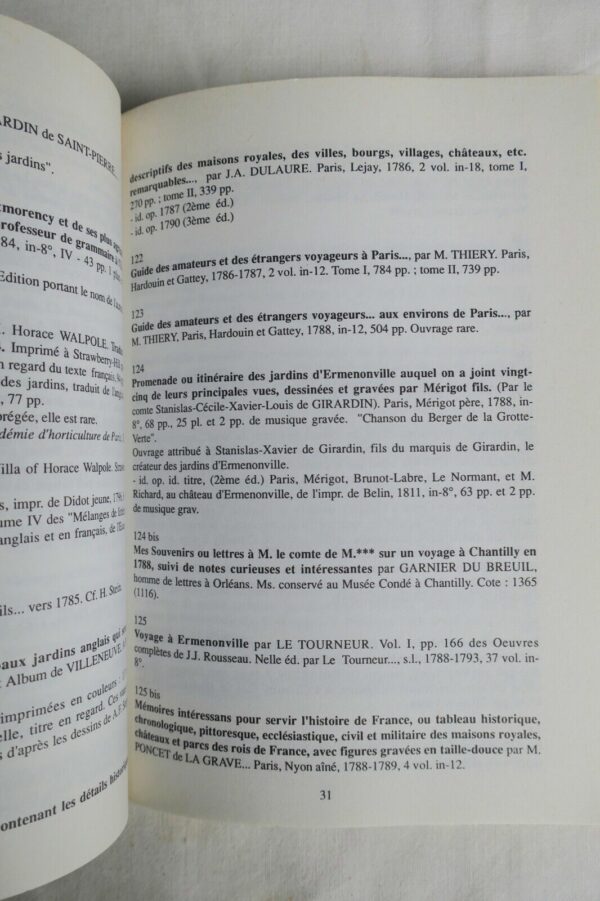 ARDIN de SAINT-PIERRE.
s jardins".
tmorency et de ses plus
rofesseur de grammaire
84, in-8°, IV - 43 pp. 1
Edition portant le nom de
. Horace WALPOLE.
. Imprimé à Strawberry-Hill
n regard du texte français,
des jardins, traduit de
, 77 pp.
brégée, elle est rare.
démie d'horticulture de Paris,
Villa of Horace Walpole.
s, impr. de Didot jeune,
ume IV des "Mélanges de
anglais et en français, de
ils... vers 1785. Cf. H. Stein.
aux jardins anglais qui
t Album de VILLENEUVE,
imprimées en couleurs :
elle, titre en regard. Ces
s d'après les dessins de A.
ontenant les détails
descriptifs des maisons royales, des villes, bourgs, villages, châteaux, etc.
remarquables..., par J.A. DULAURE. Paris, Lejay, 1786, 2 vol. in-18, tome I,
270 pp. ; tome II, 339 pp.
- id. op. 1787 (2ème éd.)
- id. op. 1790 (3ème éd.)
122
Guide des amateurs et des étrangers voyageurs à Paris..., par M. THIERY. Paris,
Hardouin et Gattey, 1786-1787, 2 vol. in-12. Tome I, 784 pp. ; tome II, 739 pp.
123
Guide des amateurs et des étrangers voyageurs... aux environs de Paris..., par
M. THIERY, Paris, Hardouin et Gattey, 1788, in-12, 504 pp. Ouvrage rare.
124
Promenade ou itinéraire des jardins d'Ermenonville auquel on a joint vingt-
cinq de leurs principales vues, dessinées et gravées par Mérigot fils. (Par le
comte Stanislas-Cécile-Xavier-Louis de GIRARDIN). Paris, Mérigot père, 1788, in-
8°, 68 pp., 25 pl. et 2 pp. de musique gravée. "Chanson du Berger de la Grotte-
Verte".
Ouvrage attribué à Stanislas-Xavier de Girardin, fils du marquis de Girardin, le
créateur des jardins d'Ermenonville.
- id. op. id. titre, (2ème éd.) Paris, Mérigot, Brunot-Labre, Le Normant, et M.
Richard, au château d'Ermenonville, de l'impr. de Belin, 1811, in-8°, 63 pp. et 2 pp.
de musique grav.
124 bis
Mes Souvenirs ou lettres à M. le comte de M.*** sur un voyage à Chantilly en
1788, suivi de notes curieuses et intéressantes par GARNIER DU BREUIL,
homme de lettres à Orléans. Ms. conservé au Musée Condé à Chantilly. Cote : 1365
(1116).
125
Voyage à Ermenonville par LE TOURNEUR. Vol. I, pp. 166 des Oeuvres
complètes de J.J. Rousseau. Nelle éd. par Le Tourneur..., s.l., 1788-1793, 37 vol. in-
8°.
125 bis
Mémoires intéressans pour servir l'histoire de France, ou tableau historique,
chronologique, pittoresque, ecclésiastique, civil et militaire des maisons royales,
châteaux et parcs des rois de France, avec figures gravées en taille-douce par M.
PONCET de LA GRAVE... Paris, Nyon aîné, 1788-1789, 4 vol. in-12.
31